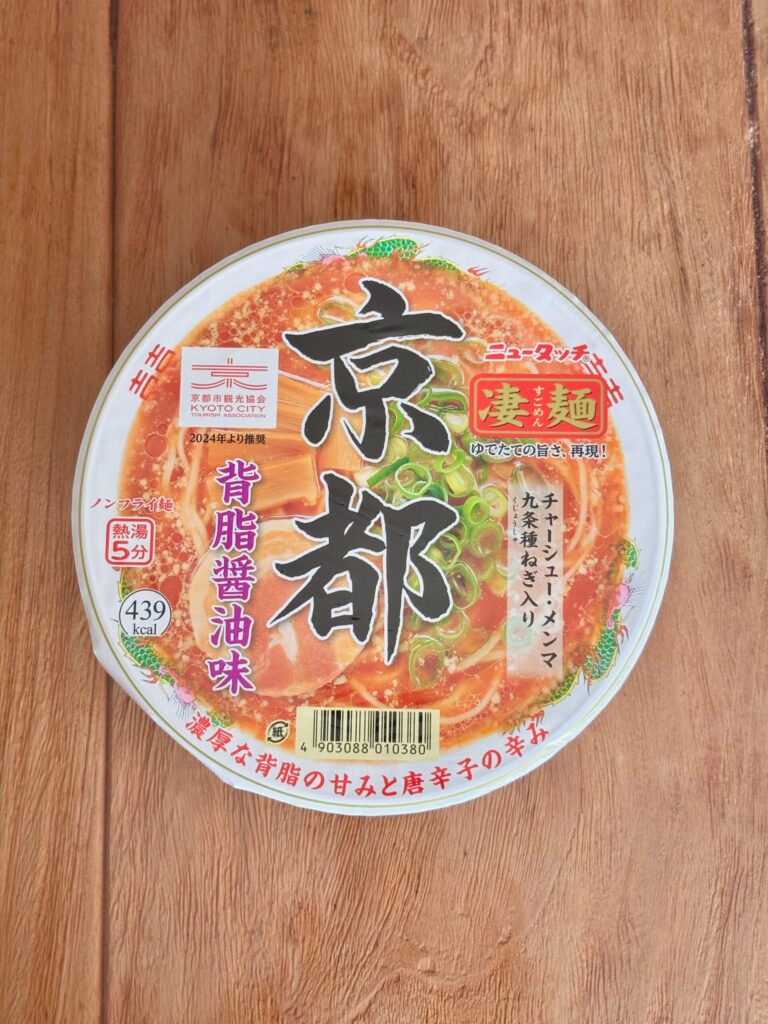 京都
京都市観光協会
KYOTO CITY
TOURISM ASSOCIATION
2024年より推奨
背脂醤油味
ノンフライ麺
熱湯
5分
439
kcal
ニュータッチ®
凄麺
すごめん
ゆでたての旨さ、再現!
チャーシュー・メンマ
九条種ねぎ入り
くじょうしゅ
紙
4 903088 010380
濃厚な背脂の甘みと唐辛子の辛み